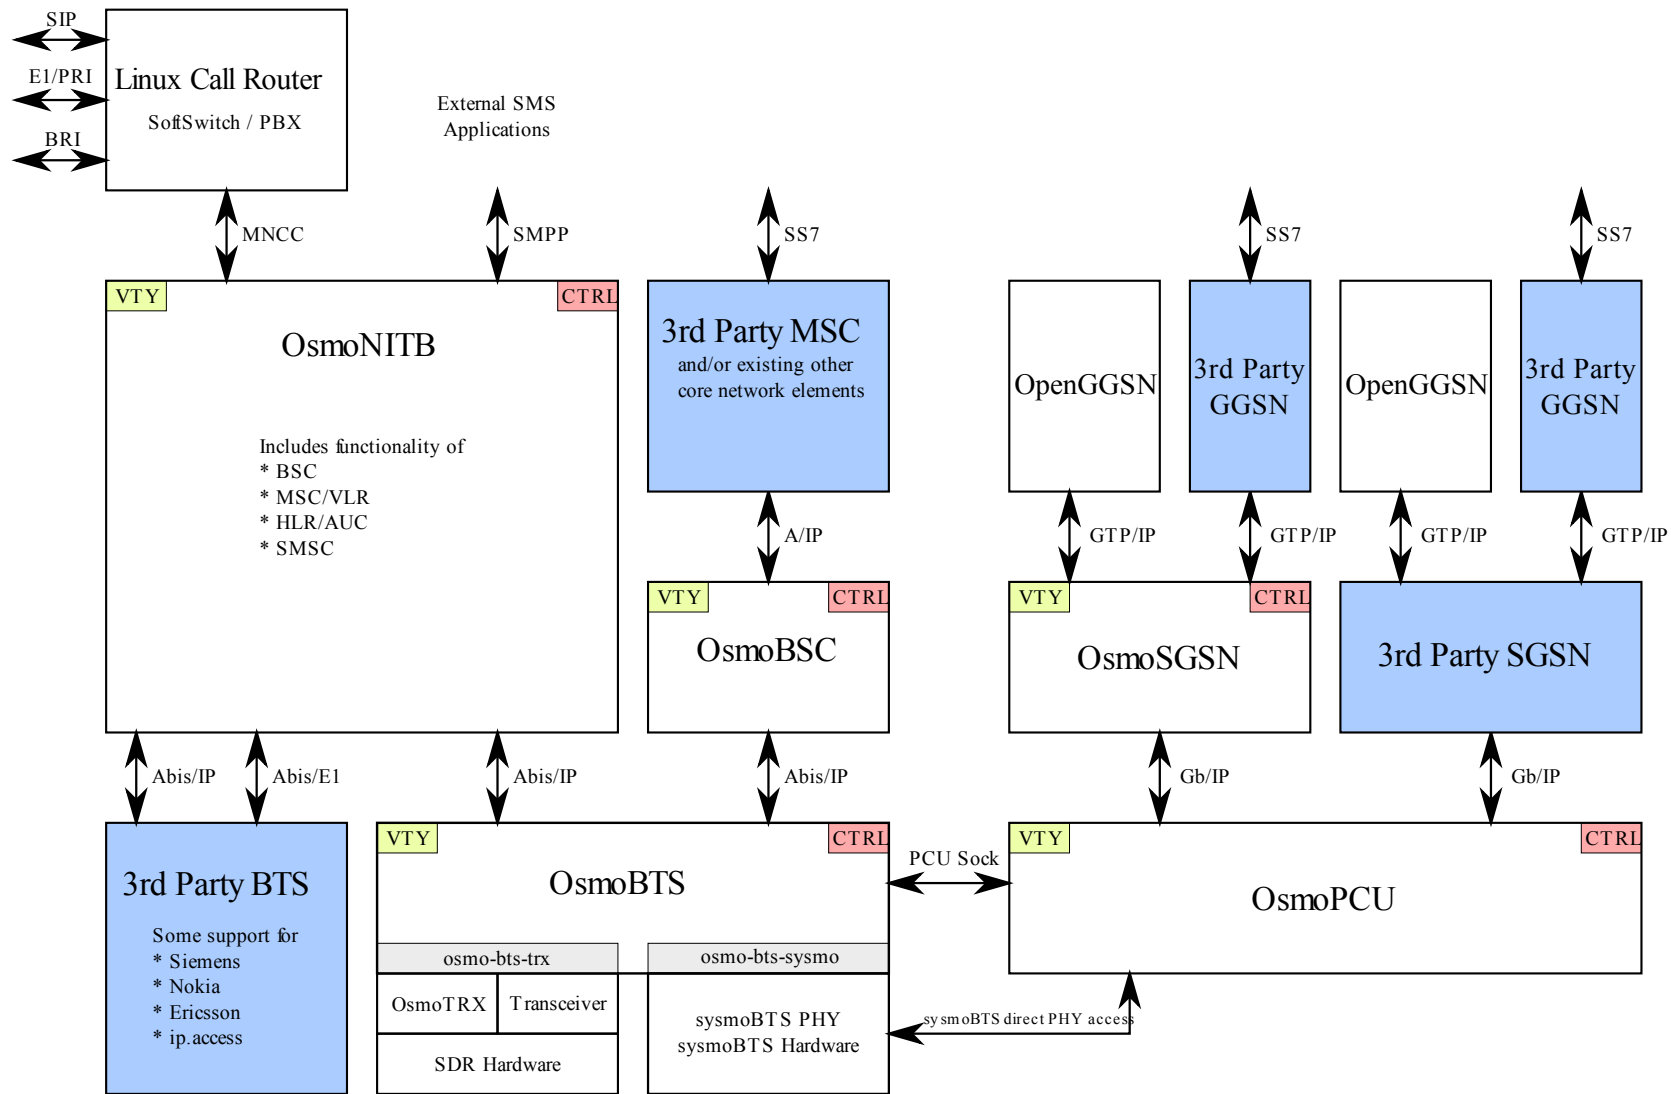 SIP
E1/PRI
BRI
Linux Call Router
SoftSwitch / PBX
External SMS
Applications
MNCC
SMPP
SS7
SS7
SS7
VTY
CTRL
OsmoNITB
Includes functionality of
* BSC
* MSC/VLR
* HLR/AUC
* SMSC
3rd Party MSC
and/or existing other
core network elements
OpenGGSN
3rd Party
GGSN
OpenGGSN
3rd Party
GGSN
A/IP
GTP/IP
GTP/IP
GTP/IP
GTP/IP
VTY
CTRL
OsmoBSC
VTY
CTRL
OsmoSGSN
3rd Party SGSN
Abis/IP
Abis/E1
Abis/IP
Abis/IP
Gb/IP
Gb/IP
3rd Party BTS
Some support for
* Siemens
* Nokia
* Ericsson
* ip.access
VTY
CTRL
OsmoBTS
osmo-bts-trx
osmo-bts-sysmo
OsmoTRX
Transceiver
SDR Hardware
sysmoBTS PHY
sysmoBTS Hardware
PCU Sock
VTY
CTRL
OsmoPCU
sysmoBTS direct PHY access